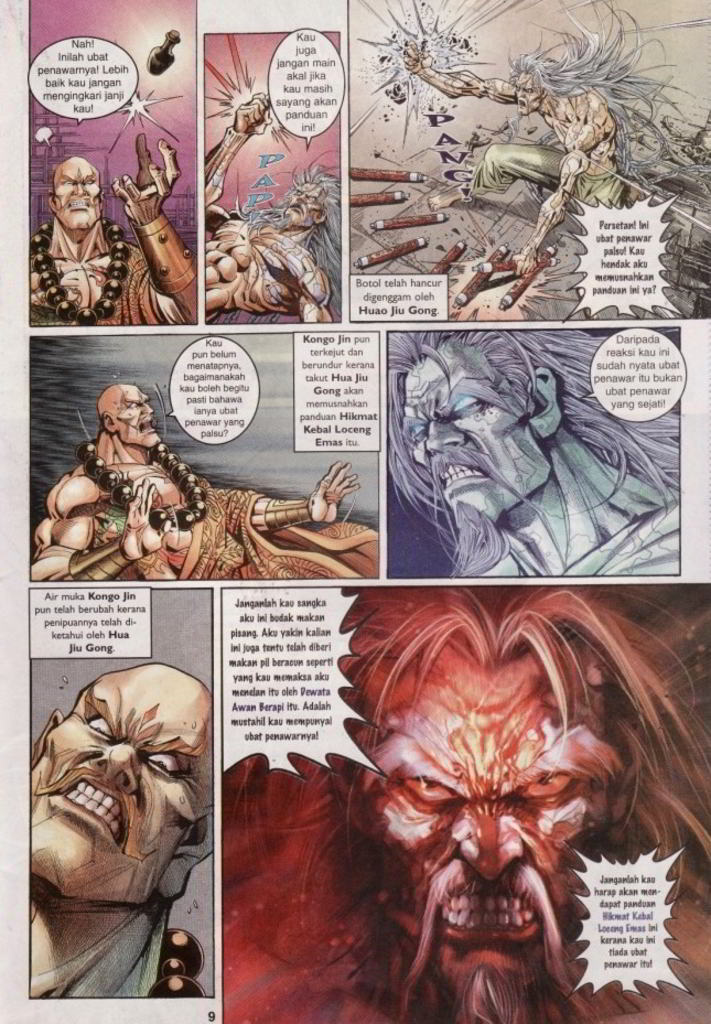 Nah!
Inilah ubat
penawarnya! Lebih
baik kau jangan
mengingkari janji
kau!
Kau
juga
jangan main
akal jika
kau masih
sayang akan
panduan
ini!
PAP
PANG!
Persetan! Ini
ubat penawar
palsu! Kau
hendak aku
memusnahkan
panduan ini ya?
Botol telah hancur
digenggam oleh
Huao Jiu Gong.
Kau
pun belum
menatapnya,
bagaimanakah
kau boleh begitu
pasti bahawa
ianya ubat
penawar yang
palsu?
Kongo Jin pun
terkejut dan
berundur kerana
takut Hua Jiu
Gong akan
memusnahkan
panduan Hikmat
Kebal Loceng
Emas itu.
Daripada
reaksi kau ini
sudah nyata ubat
penawar itu bukan
penawar
yang sejati!
Air muka Kongo Jin
pun telah berubah kerana
penipuannya telah di-
ketahui oleh Hua
Jiu Gong.
Janganlah kau sangka
aku ini budak makan
pisang. Aku yakin kalian
ini juga tentu telah diberi
makan pil beracun seperti
yang kau memaksa aku
menelan itu oleh Dewata
Awan Berapi itu. Adalah
mustahil kau mempunyai
ubat penawarnya!
Janganlah kau
harap akan men-
dapat panduan
Hikmat Kebal
Loceng Emas ini
kerana kau ini
tiada ubat
penawar itu!
9